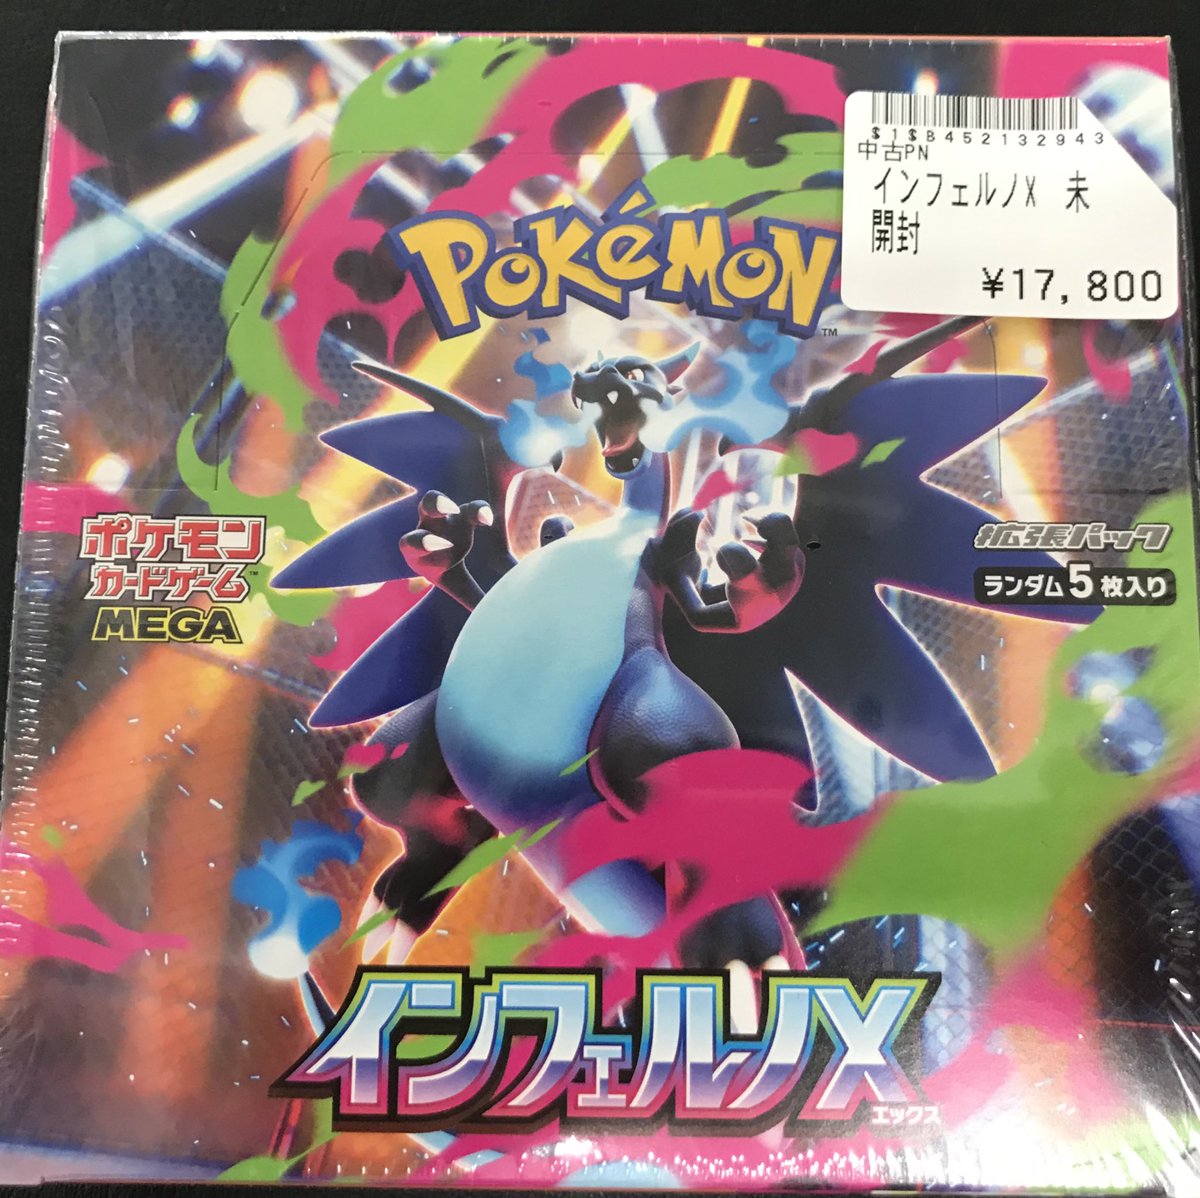 $1$B452132943
中古PN
インフェルノX 未
開封
¥17,800
POKéMON
TM
ポケモン
カードゲーム
TM
MEGA
拡張パック
ランダム5枚入り
インフェルノX
エックス